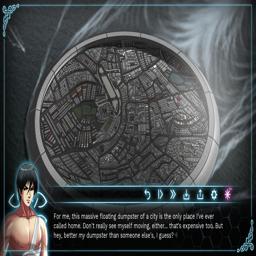 For me, this massive floating dumpster of a city is the only place I've ever
called home. Don't really see myself moving, either... that's expensive too. But
hey, better my dumpster than someone else's, I guess?